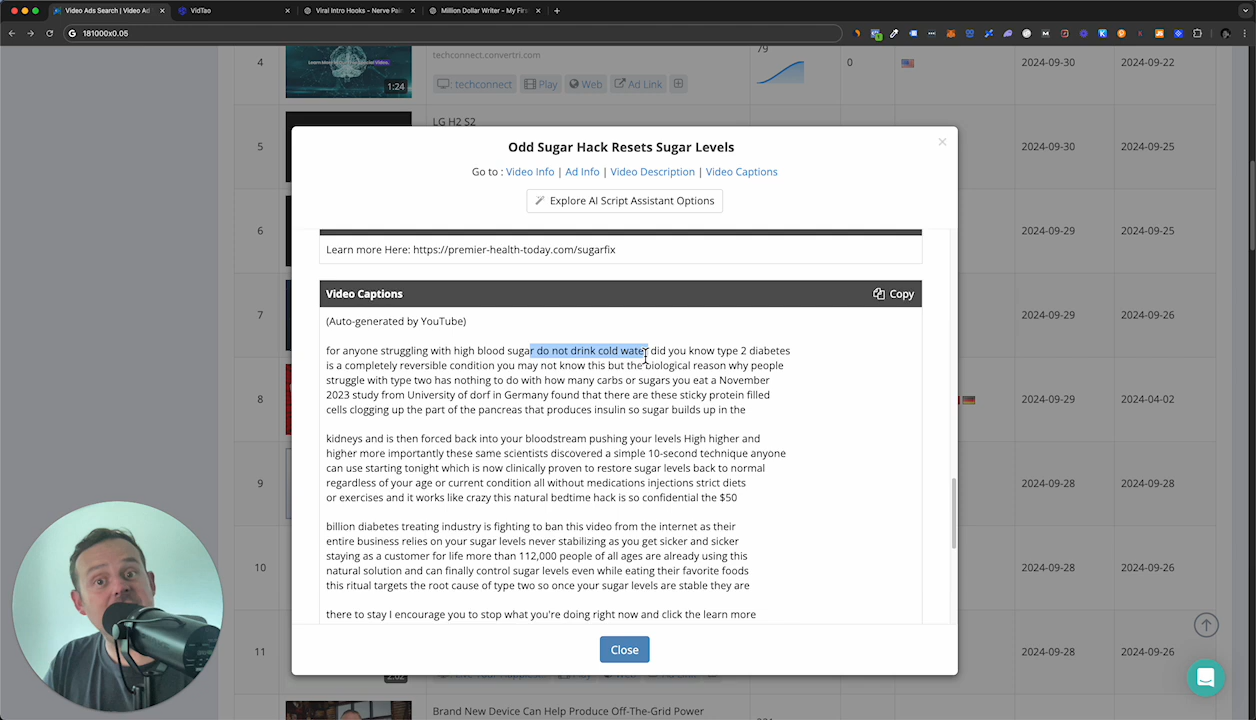 Video Ads Search | Video Ad
VidTao
Viral Intro Hooks - Nerve Pain
Million Dollar Writer - My Firs
181000x0.05
4
Learn More About The Special Video.
1:24
techconnect.convertri.com
techconnect
Play
Web
Ad Link
79
0
2024-09-30
2024-09-22
5
LG H2 S2
2024-09-30
2024-09-25
6
2024-09-29
2024-09-25
7
2024-09-29
2024-09-26
8
2024-09-29
2024-04-02
9
2024-09-28
2024-09-26
10
2024-09-28
2024-09-26
11
2024-09-28
2024-09-26
2:02
Play
Web
Brand New Device Can Help Produce Off-The-Grid Power
Odd Sugar Hack Resets Sugar Levels
Go to : Video Info | Ad Info | Video Description | Video Captions
Explore AI Script Assistant Options
Learn more Here: https://premier-health-today.com/sugarfix
Video Captions
Copy
(Auto-generated by YouTube)
for anyone struggling with high blood sugar do not drink cold water did you know type 2 diabetes
is a completely reversible condition you may not know this but the biological reason why people
struggle with type two has nothing to do with how many carbs or sugars you eat a November
2023 study from University of dorf in Germany found that there are these sticky protein filled
cells clogging up the part of the pancreas that produces insulin so sugar builds up in the
kidneys and is then forced back into your bloodstream pushing your levels High higher and
higher more importantly these same scientists discovered a simple 10-second technique anyone
can use starting tonight which is now clinically proven to restore sugar levels back to normal
regardless of your age or current condition all without medications injections strict diets
or exercises and it works like crazy this natural bedtime hack is so confidential the $50
billion diabetes treating industry is fighting to ban this video from the internet as their
entire business relies on your sugar levels never stabilizing as you get sicker and sicker
staying as a customer for life more than 112,000 people of all ages are already using this
natural solution and can finally control sugar levels even while eating their favorite foods
this ritual targets the root cause of type two so once your sugar levels are stable they are
there to stay I encourage you to stop what you're doing right now and click the learn more
Close